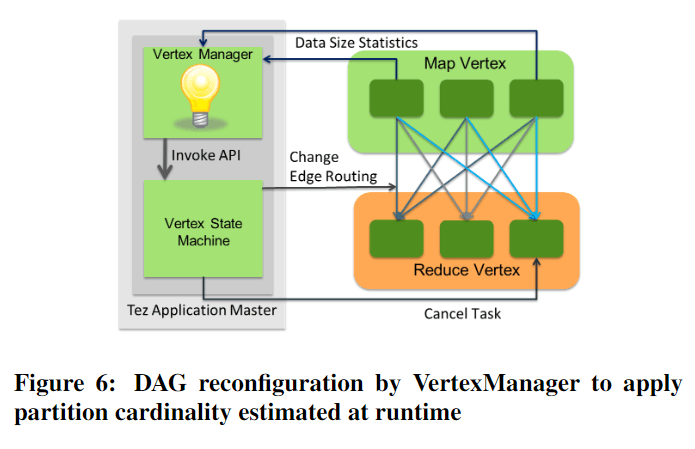 Data Size Statistics
Vertex Manager
Map Vertex
Invoke API
Change
Edge Routing
Vertex State
Machine
Reduce Vertex
Tez Application Master
Cancel Task
Figure 6: DAG reconfiguration by VertexManager to apply
partition cardinality estimated at runtime